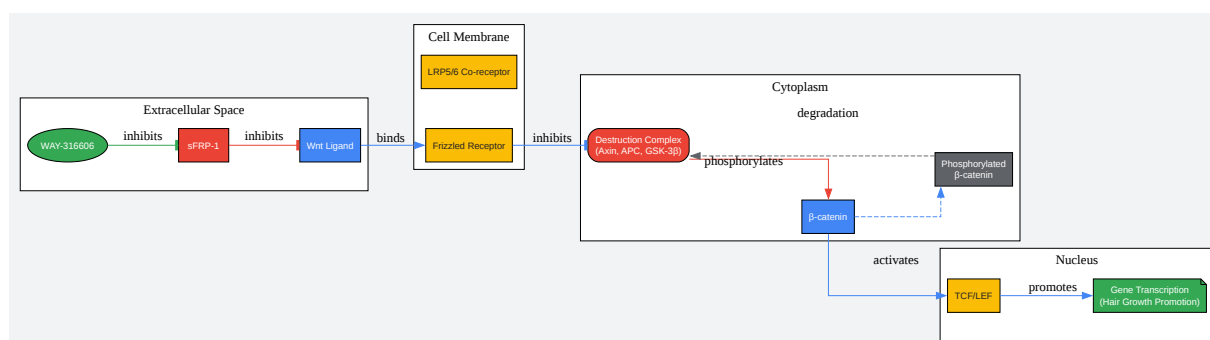 Extracellular Space
WAY-316606
inhibits
sFRP-1
inhibits
Wnt Ligand
binds
Cell Membrane
LRP5/6 Co-receptor
Frizzled Receptor
inhibits
Cytoplasm
degradation
Destruction Complex
(Axin, APC, GSK-3β)
phosphorylates
Phosphorylated
β-catenin
β-catenin
activates
Nucleus
TCF/LEF
promotes
Gene Transcription
(Hair Growth Promotion)